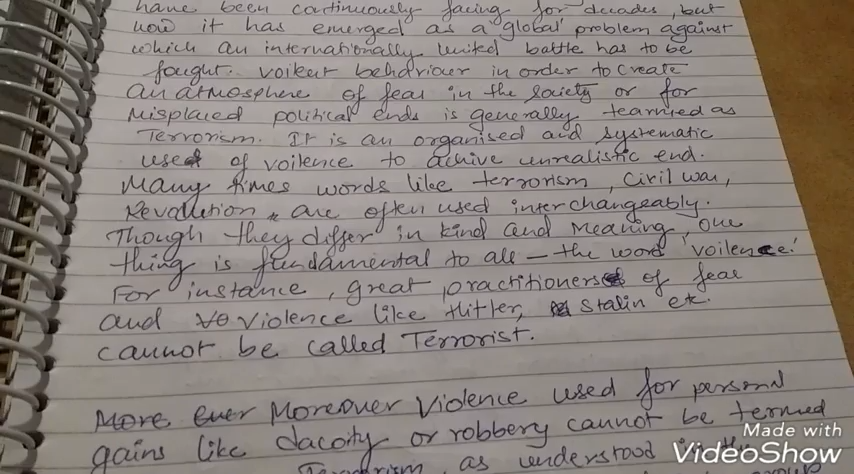 have been continuously facing for decades, but
now it has emerged as a 'global' problem against
which an internationally united battle has to be
fought. voilent behaviour in order to create
an atmosphere of fear in the society or for
misplaced political ends is generally tearmed as
Terrorism. It is an organised and systematic
use of voilence to achive unrealistic end.
Many times words like terrorism, Civil war,
Revolution are often used interchangeably.
Though they differ in kind and meaning, one
thing is fundamental to all – the word 'voilence.'
For instance, great practitioners of fear
and violence like Hitler, Stalin etc.
cannot be called Terrorist.
More ever Moreover Violence used for personal
gains like dacoity or robbery cannot be termed
as understood
Made with
VideoShow